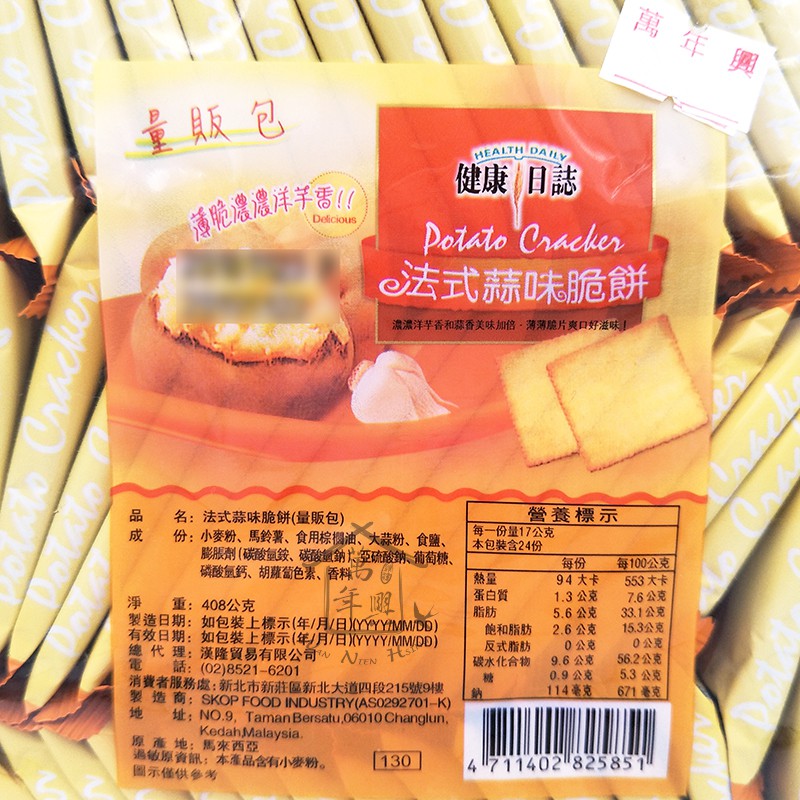 萬年興
量販包
HEALTH DAILY
健康日誌
薄脆濃濃洋芋香!!
Delicious
Potato Cracker
法式蒜味脆餅
濃濃洋芋香和蒜香美味加倍，薄薄脆片爽口好滋味！
品 名: 法式蒜味脆餅(量販包)
成 份: 小麥粉、馬鈴薯、食用棕櫚油、大蒜粉、食鹽、
膨脹劑(碳酸氫銨、碳酸氫鈉)、亞硫酸鈉、葡萄糖、
磷酸氫鈣、胡蘿蔔色素、香料
淨 重: 408公克
製造日期: 如包裝上標示(年/月/日)(YYYY/MM/DD)
有效日期: 如包裝上標示(年/月/日)(YYYY/MM/DD)
總 代 理: 漢隆貿易有限公司
電 話: (02)8521-6201
消費者服務處: 新北市新莊區新北大道四段215號9樓
製 造 商: SKOP FOOD INDUSTRY(AS0292701-K)
地 址: NO.9, Taman Bersatu,06010 Changlun,
Kedah,Malaysia.
原 產 地: 馬來西亞
過敏原資訊: 本產品含有小麥粉。
圖示僅供參考
130
營養標示
每一份量17公克
本包裝含24份
每份 每100公克
熱量 94 大卡 553 大卡
蛋白質 1.3 公克 7.6 公克
脂肪 5.6 公克 33.1公克
飽和脂肪 2.6 公克 15.3公克
反式脂肪 0 公克 0 公克
碳水化合物 9.6 公克 56.2公克
糖 0.9 公克 5.3 公克
鈉 114 毫克 671 毫克
4 711402 825851
萬年興
Potato Cracker
Potato Cracker